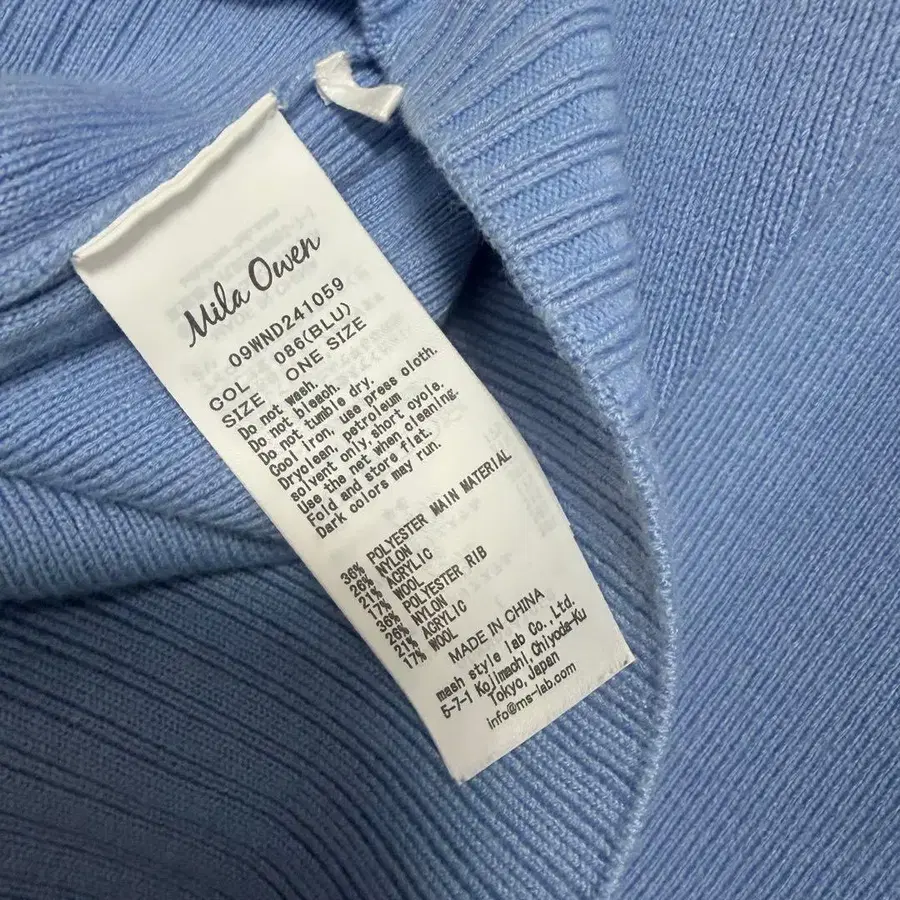 Mila Owen
09WND241059
COL 086(BLU)
SIZE ONE SIZE
Do not wash.
Do not bleach.
Do not tumble dry.
Cool iron, use press cloth.
Dryclean, petroleum
solvent only, short cycle.
Use the net when cleaning.
Fold and store flat.
Dark colors may run.
36% POLYESTER MAIN MATERIAL
26% NYLON
21% ACRYLIC
17% WOOL
36% POLYESTER RIB
26% NYLON
21% ACRYLIC
17% WOOL
MADE IN CHINA
mash style lab Co., Ltd.
5-7-1 Kojimachi, Chiyoda-Ku
Tokyo, Japan
info@ms-lab.com